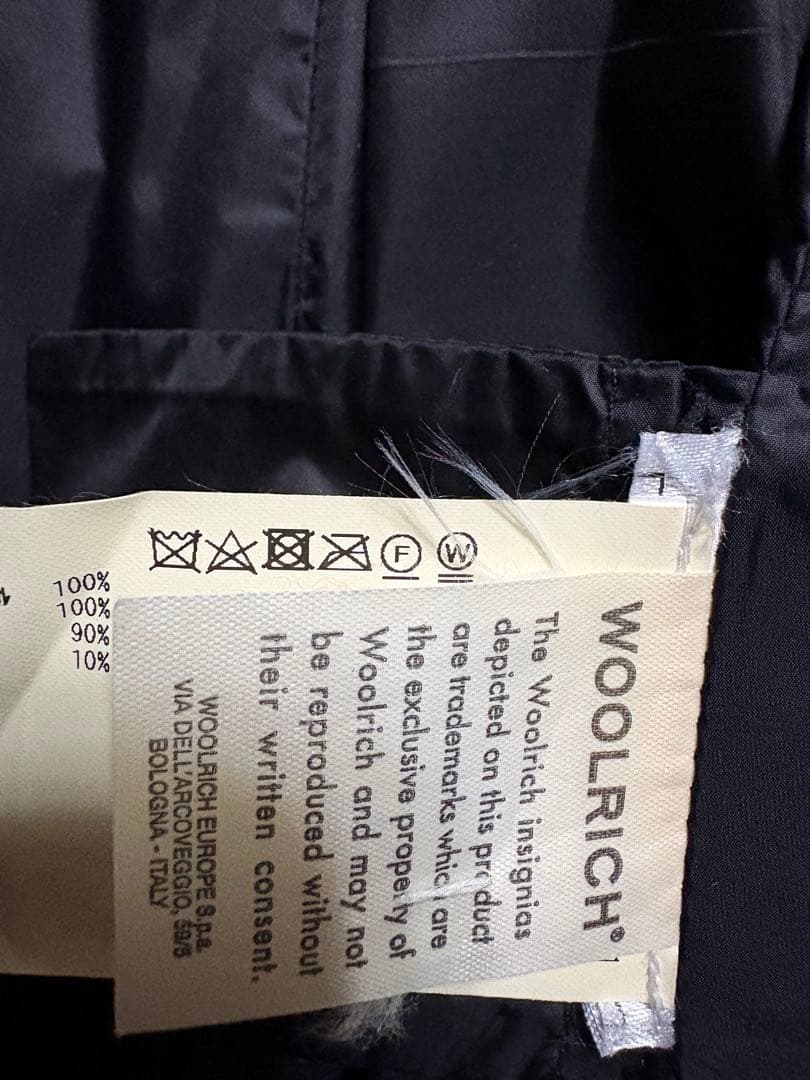 WOOLRICH®
The Woolrich insignias
depicted on this product
are trademarks which are
the exclusive property of
Woolrich and may not
be reproduced without
their written consent.
WOOLRICH EUROPE S.p.a.
VIA DELL'ARCOVEGGIO, 59/5
BOLOGNA - ITALY
F
W
100%
100%
90%
10%
L